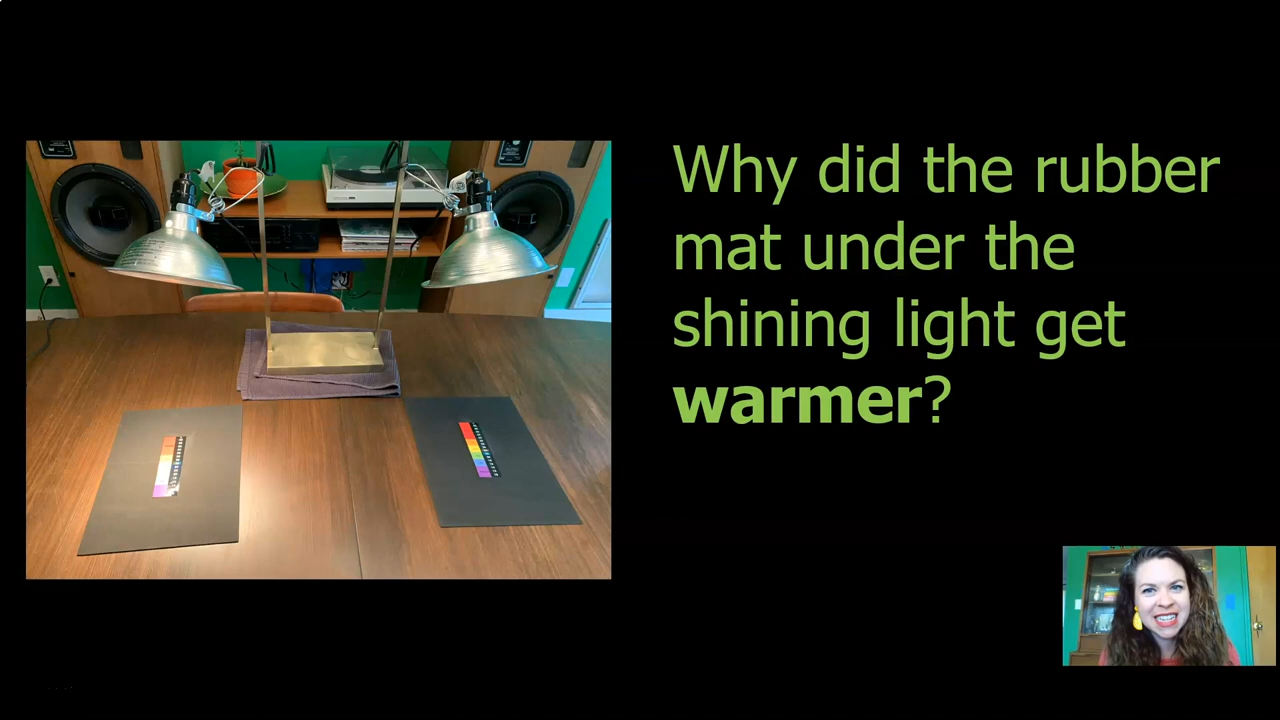 Why did the rubber
mat under the
shining light get
warmer?